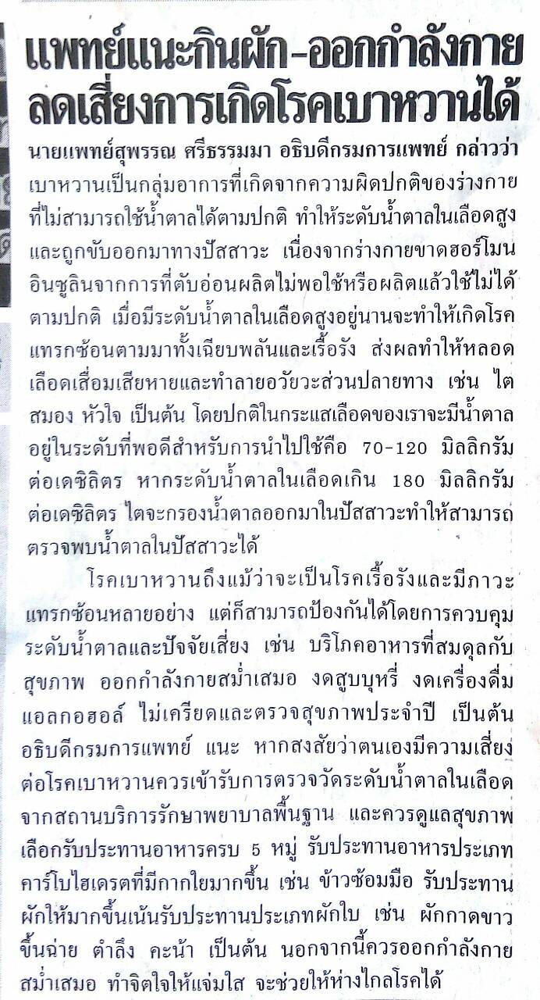 แพทย์แนะกินผัก-ออกกำลังกาย
ลดเสี่ยงการเกิดโรคเบาหวานได้
นายแพทย์สุพรรณ ศรีธรรมมา อธิบดีกรมการแพทย์ กล่าวว่า
เบาหวานเป็นกลุ่มอาการที่เกิดจากความผิดปกติของร่างกาย
ที่ไม่สามารถใช้น้ำตาลได้ตามปกติ ทำให้ระดับน้ำตาลในเลือดสูง
และถูกขับออกมาทางปัสสาวะ เนื่องจากร่างกายขาดฮอร์โมน
อินซูลินจากการที่ตับอ่อนผลิตไม่พอใช้หรือผลิตแล้วใช้ไม่ได้
ตามปกติ เมื่อมีระดับน้ำตาลในเลือดสูงอยู่นานจะทำให้เกิดโรค
แทรกซ้อนตามมาทั้งเฉียบพลันและเรื้อรัง ส่งผลทำให้หลอด
เลือดเสื่อมเสียหายและทำลายอวัยวะส่วนปลายทาง เช่น ไต
สมอง หัวใจ เป็นต้น โดยปกติในกระแสเลือดของเราจะมีน้ำตาล
อยู่ในระดับที่พอดีสำหรับการนำไปใช้คือ 70-120 มิลลิกรัม
ต่อเดซิลิตร หากระดับน้ำตาลในเลือดเกิน 180 มิลลิกรัม
ต่อเดซิลิตร ไตจะกรองน้ำตาลออกมาในปัสสาวะทำให้สามารถ
ตรวจพบน้ำตาลในปัสสาวะได้
โรคเบาหวานถึงแม้ว่าจะเป็นโรคเรื้อรังและมีภาวะ
แทรกซ้อนหลายอย่าง แต่ก็สามารถป้องกันได้โดยการควบคุม
ระดับน้ำตาลและปัจจัยเสี่ยง เช่น บริโภคอาหารที่สมดุลกับ
สุขภาพ ออกกำลังกายสม่ำเสมอ งดสูบบุหรี่ งดเครื่องดื่ม
แอลกอฮอล์ ไม่เครียดและตรวจสุขภาพประจำปี เป็นต้น
อธิบดีกรมการแพทย์ แนะ หากสงสัยว่าตนเองมีความเสี่ยง
ต่อโรคเบาหวานควรเข้ารับการตรวจวัดระดับน้ำตาลในเลือด
จากสถานบริการรักษาพยาบาลพื้นฐาน และควรดูแลสุขภาพ
เลือกรับประทานอาหารครบ 5 หมู่ รับประทานอาหารประเภท
คาร์โบไฮเดรตที่มีกากใยมากขึ้น เช่น ข้าวซ้อมมือ รับประทาน
ผักให้มากขึ้นเน้นรับประทานประเภทผักใบ เช่น ผักกาดขาว
ขึ้นฉ่าย ตำลึง คะน้า เป็นต้น นอกจากนี้ควรออกกำลังกาย
สม่ำเสมอ ทำจิตใจให้แจ่มใส จะช่วยให้ห่างไกลโรคได้